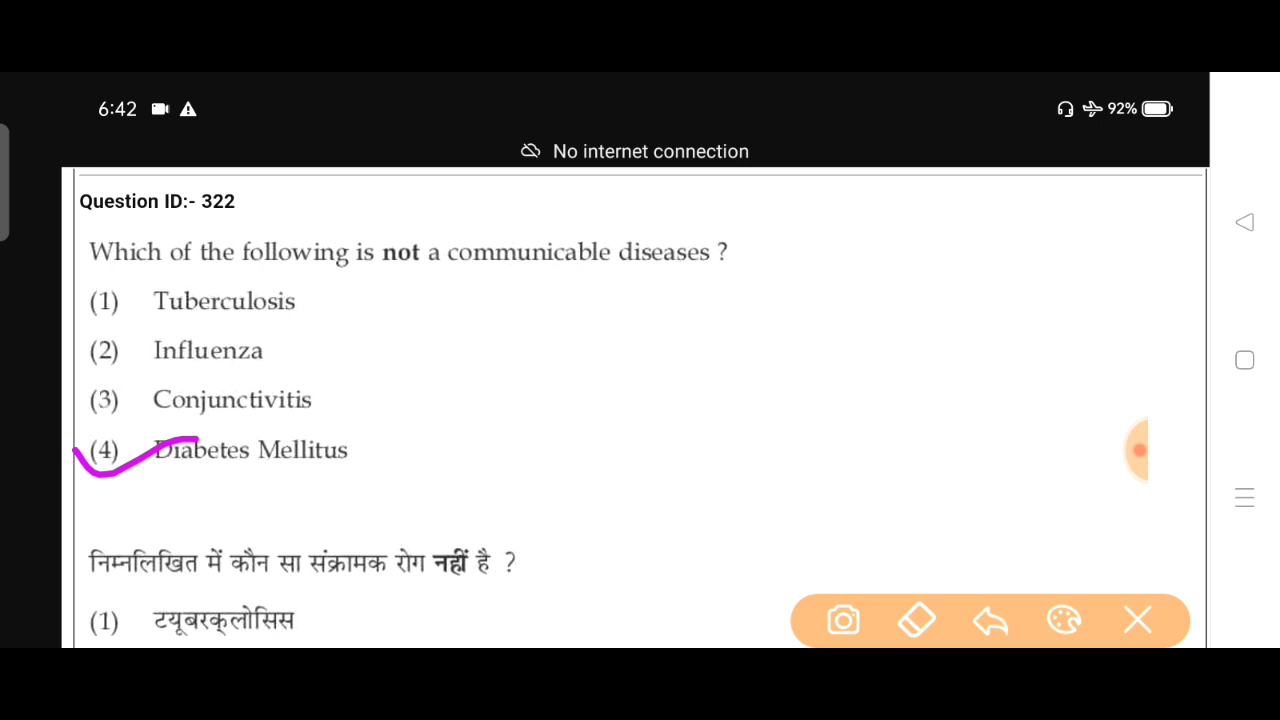 6:42
92%
No internet connection
Question ID:- 322
Which of the following is not a communicable diseases ?
(1) Tuberculosis
(2) Influenza
(3) Conjunctivitis
(4) Diabetes Mellitus
निम्नलिखित में कौन सा संक्रामक रोग नहीं है ?
(1) टयूबरक्लोसिस